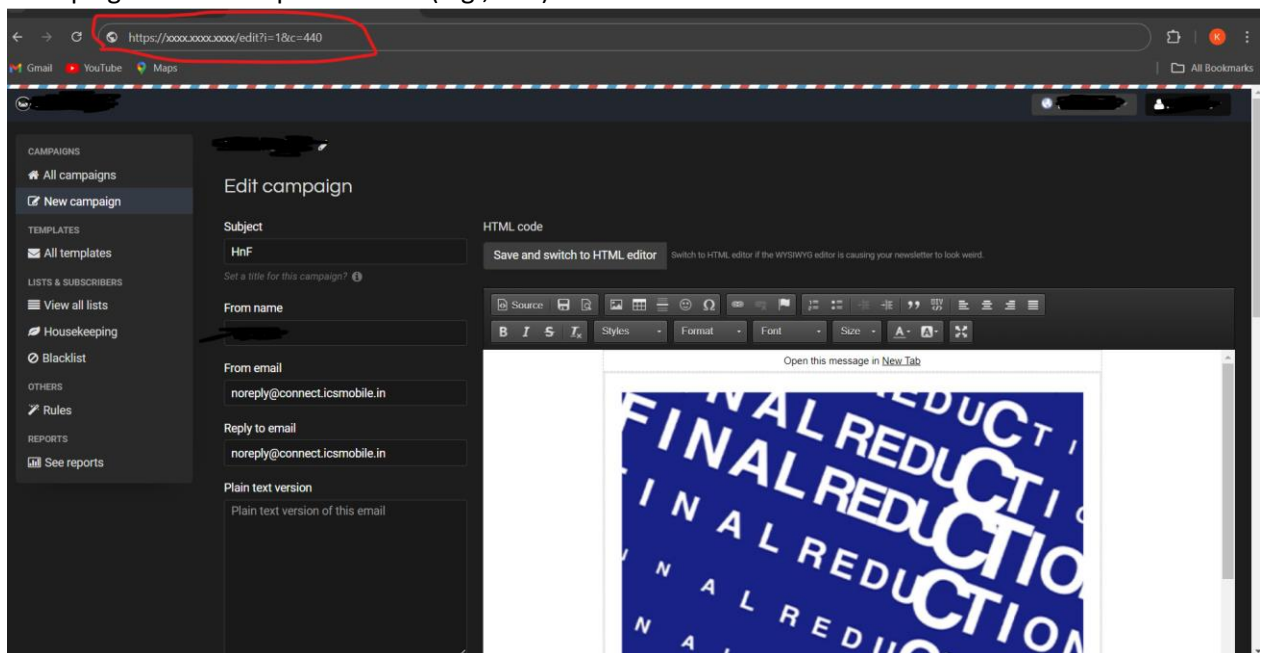 https://xxxx.xxxx.xxxx/edit?i=1&c=440
K
Gmail YouTube Maps All Bookmarks
CAMPAIGNS
All campaigns
New campaign
TEMPLATES
All templates
LISTS & SUBSCRIBERS
View all lists
Housekeeping
Blacklist
OTHERS
Rules
REPORTS
See reports
Edit campaign
Subject
HnF
Set a title for this campaign?
From name
From email
noreply@connect.icsmobile.in
Reply to email
noreply@connect.icsmobile.in
Plain text version
Plain text version of this email
HTML code
Save and switch to HTML editor Switch to HTML editor if the WYSIWYG editor is causing your newsletter to look weird.
Source
B I S Tx Styles Format Font Size A A
Open this message in New Tab
FINAL REDUCTION
FINAL REDUCTION
FINAL REDUCTION